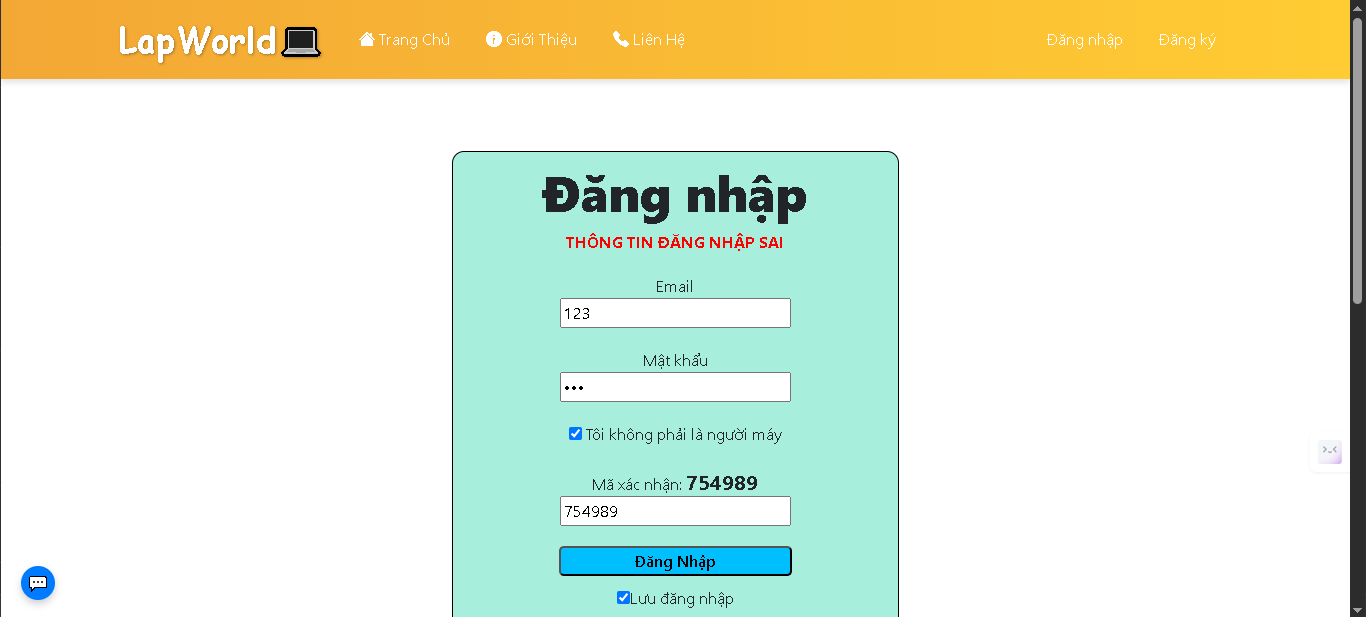 LapWorld
Trang Chủ
Giới Thiệu
Liên Hệ
Đăng nhập
Đăng ký
Đăng nhập
THÔNG TIN ĐĂNG NHẬP SAI
Email
123
Mật khẩu
Tôi không phải là người máy
Mã xác nhận: 754989
754989
Đăng Nhập
Lưu đăng nhập